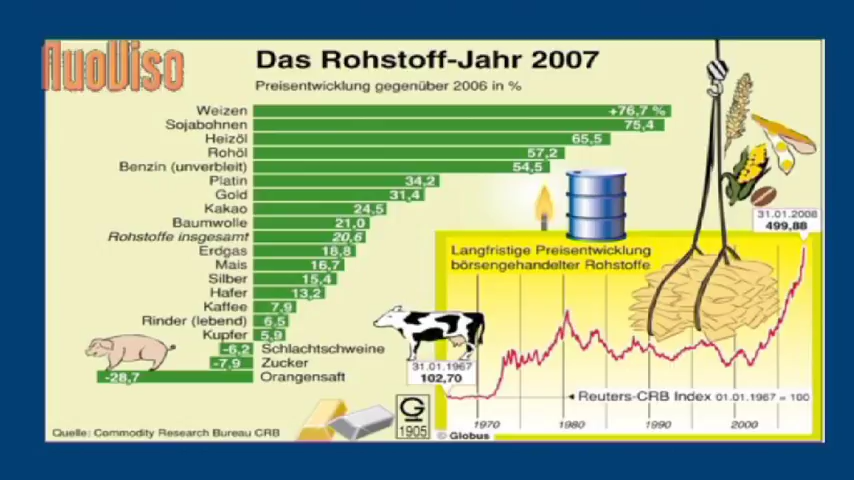 NuoViso
Das Rohstoff-Jahr 2007
Preisentwicklung gegenüber 2006 in %
Weizen +76,7 %
Sojabohnen 75,4
Heizöl 65,5
Rohöl 57,2
Benzin (unverbleit) 54,5
Platin 34,2
Gold 31,4
Kakao 24,5
Baumwolle 21,0
Rohstoffe insgesamt 20,6
Erdgas 18,8
Mais 16,7
Silber 15,4
Hafer 13,2
Kaffee 7,9
Rinder (lebend) 6,5
Kupfer 5,9
-6,2 Schlachtschweine
-7,9 Zucker
-28,7 Orangensaft
31.01.2008
499,88
Langfristige Preisentwicklung
börsengehandelter Rohstoffe
31.01.1967
102,70
Reuters-CRB Index 01.01.1967 = 100
1970 1980 1990 2000
Quelle: Commodity Research Bureau CRB
G
1905
© Globus